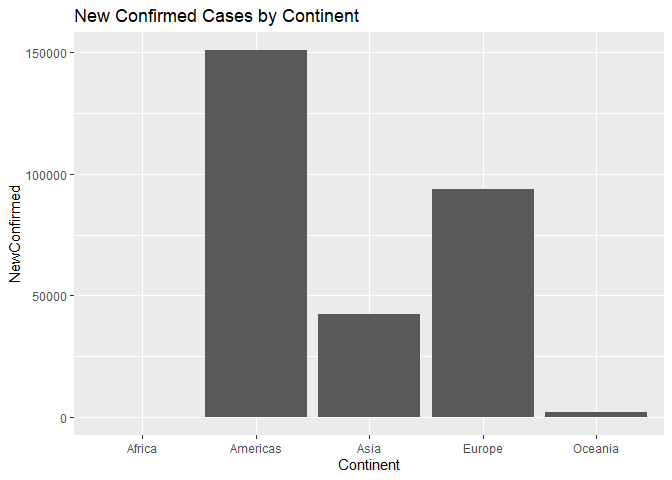 New Confirmed Cases by Continent
NewConfirmed
150000
100000
50000
0
Africa Americas Asia Europe Oceania
Continent